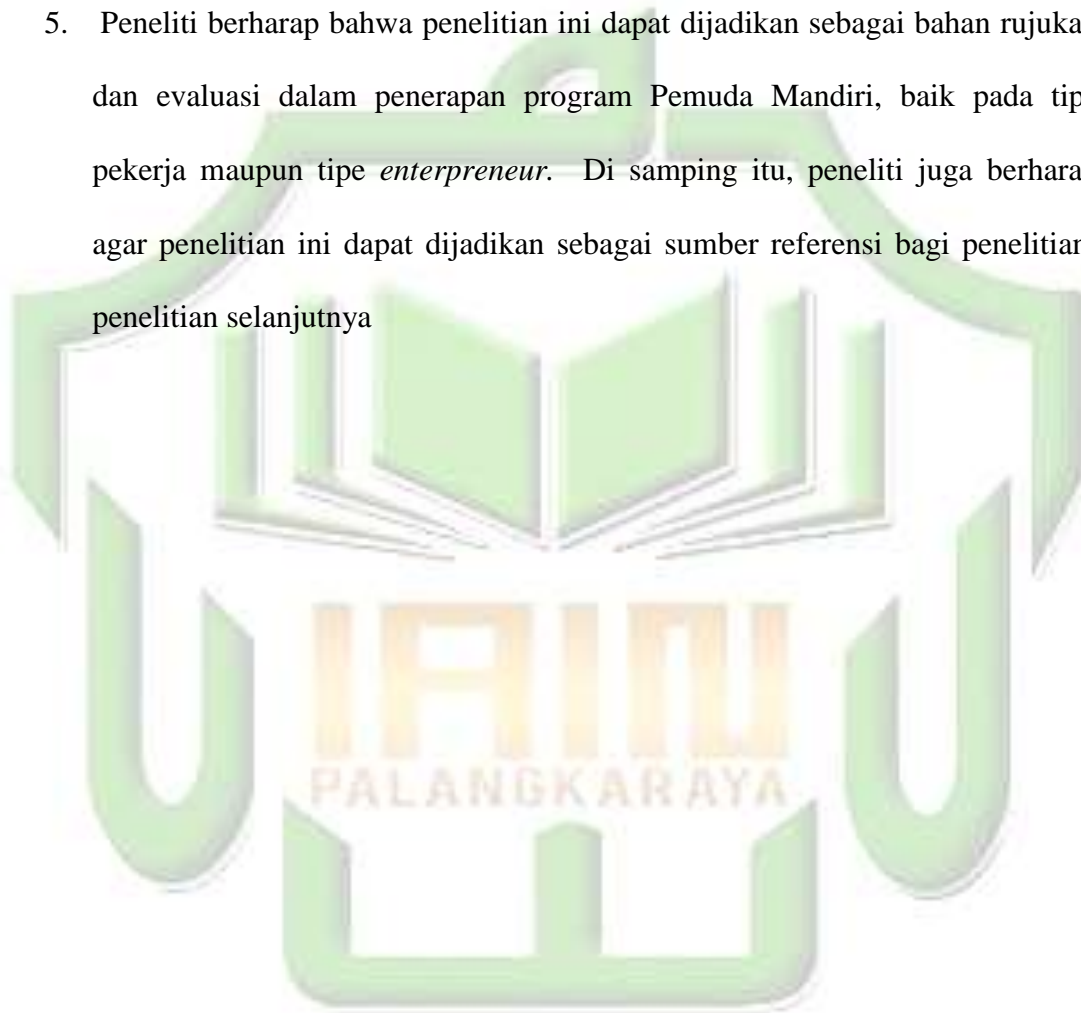 5. Peneliti berharap bahwa penelitian ini dapat dijadikan sebagai bahan rujuka
dan evaluasi dalam penerapan program Pemuda Mandiri, baik pada tip
pekerja maupun tipe enterpreneur. Di samping itu, peneliti juga berhara
agar penelitian ini dapat dijadikan sebagai sumber referensi bagi penelitian
penelitian selanjutnya
IAIN
PALANGKARAYA